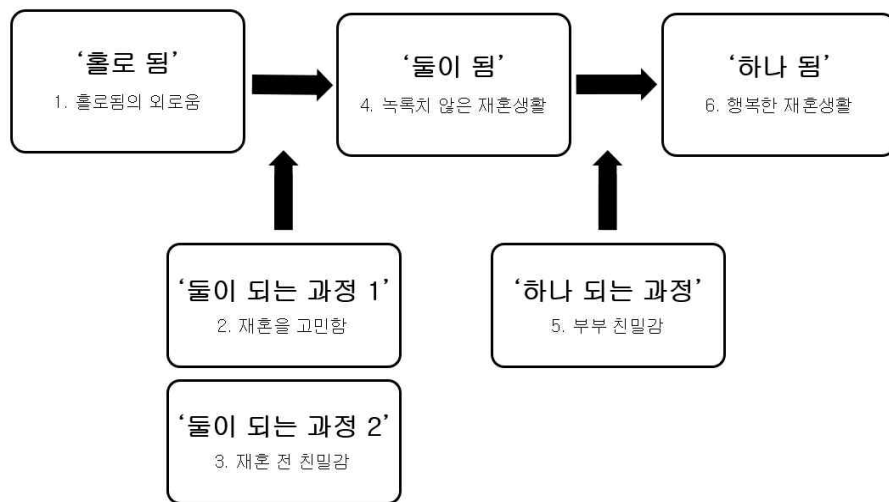 ‘홀로 됨’
1. 홀로됨의 외로움
‘둘이 됨’
4. 녹록치 않은 재혼생활
‘하나 됨’
6. 행복한 재혼생활
‘둘이 되는 과정 1’
2. 재혼을 고민함
‘하나 되는 과정’
5. 부부 친밀감
‘둘이 되는 과정 2’
3. 재혼 전 친밀감